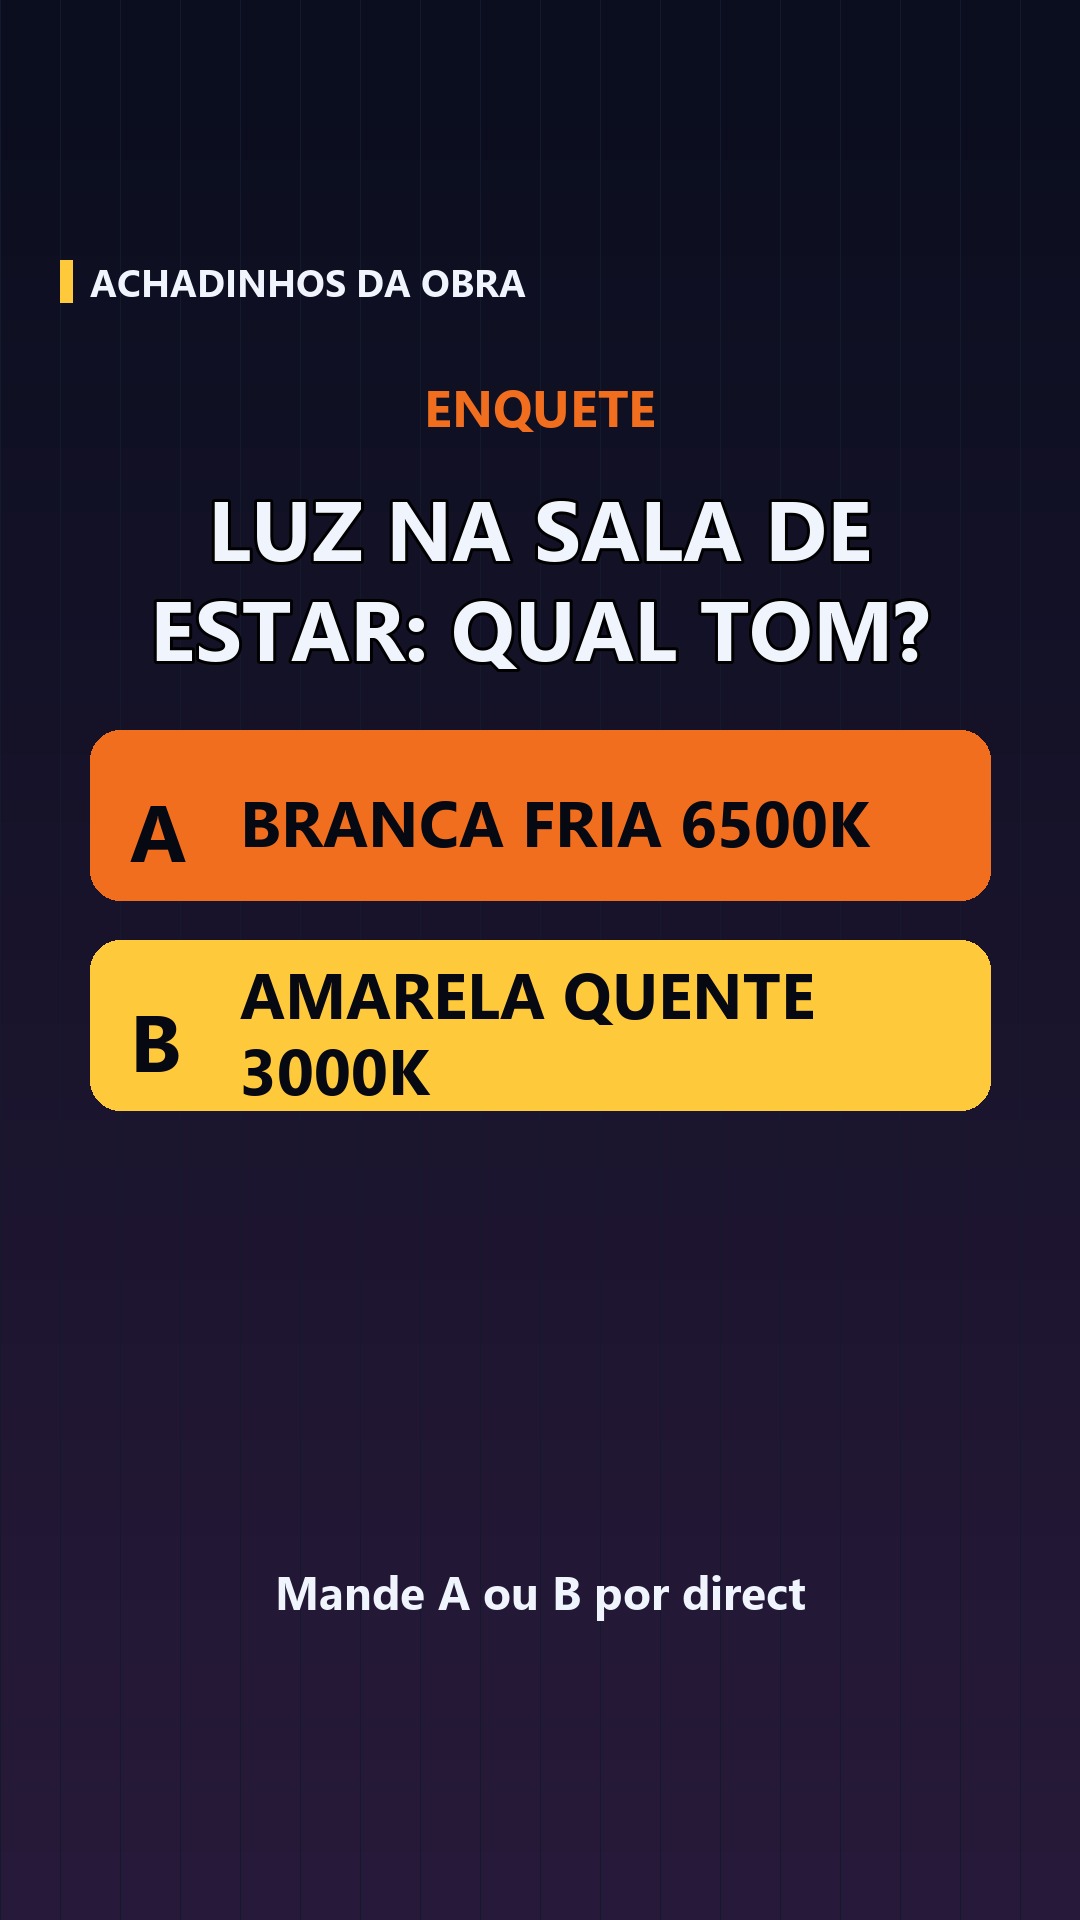 ACHADINHOS DA OBRA
ENQUETE
LUZ NA SALA DE
ESTAR: QUAL TOM?
A BRANCA FRIA 6500K
B AMARELA QUENTE
3000K
Mande A ou B por direct